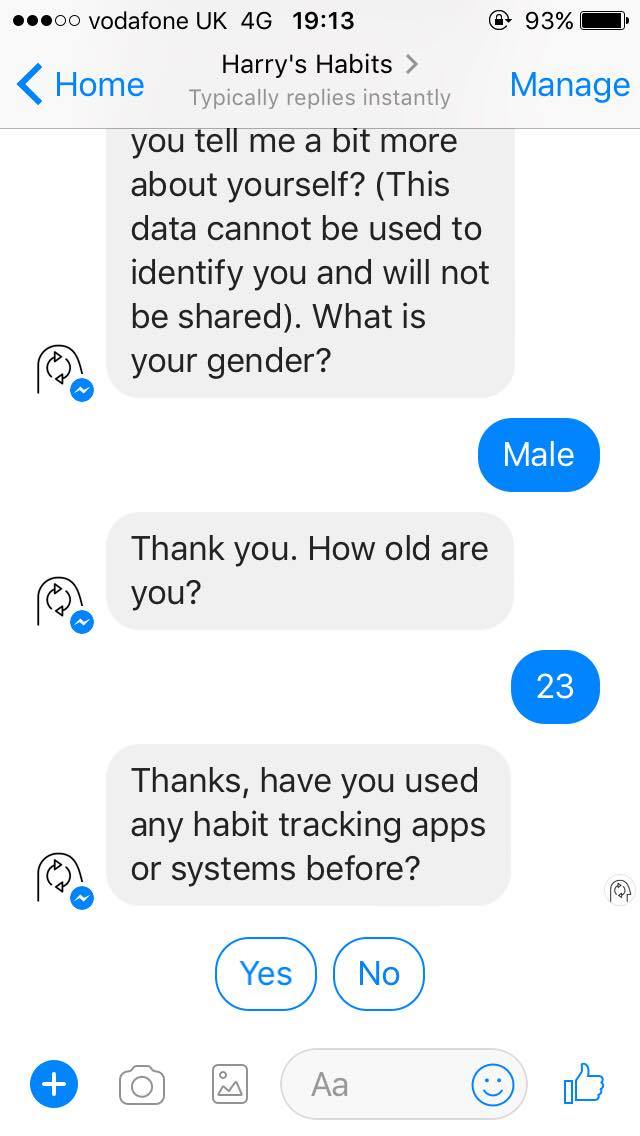 vodafone UK 4G 19:13 93%
Home Harry's Habits Manage
Typically replies instantly
you tell me a bit more
about yourself? (This
data cannot be used to
identify you and will not
be shared). What is
your gender?
Male
Thank you. How old are
you?
23
Thanks, have you used
any habit tracking apps
or systems before?
Yes No
Aa